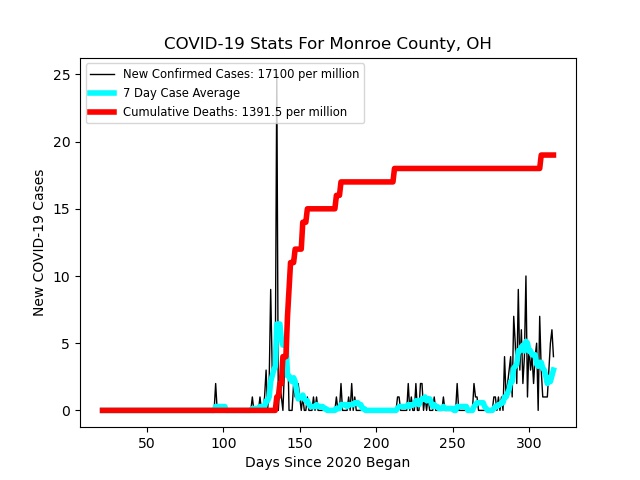 COVID-19 Stats For Monroe County, OH
New Confirmed Cases: 17100 per million
7 Day Case Average
Cumulative Deaths: 1391.5 per million
New COVID-19 Cases
25
20
15
10
5
0
50 100 150 200 250 300
Days Since 2020 Began